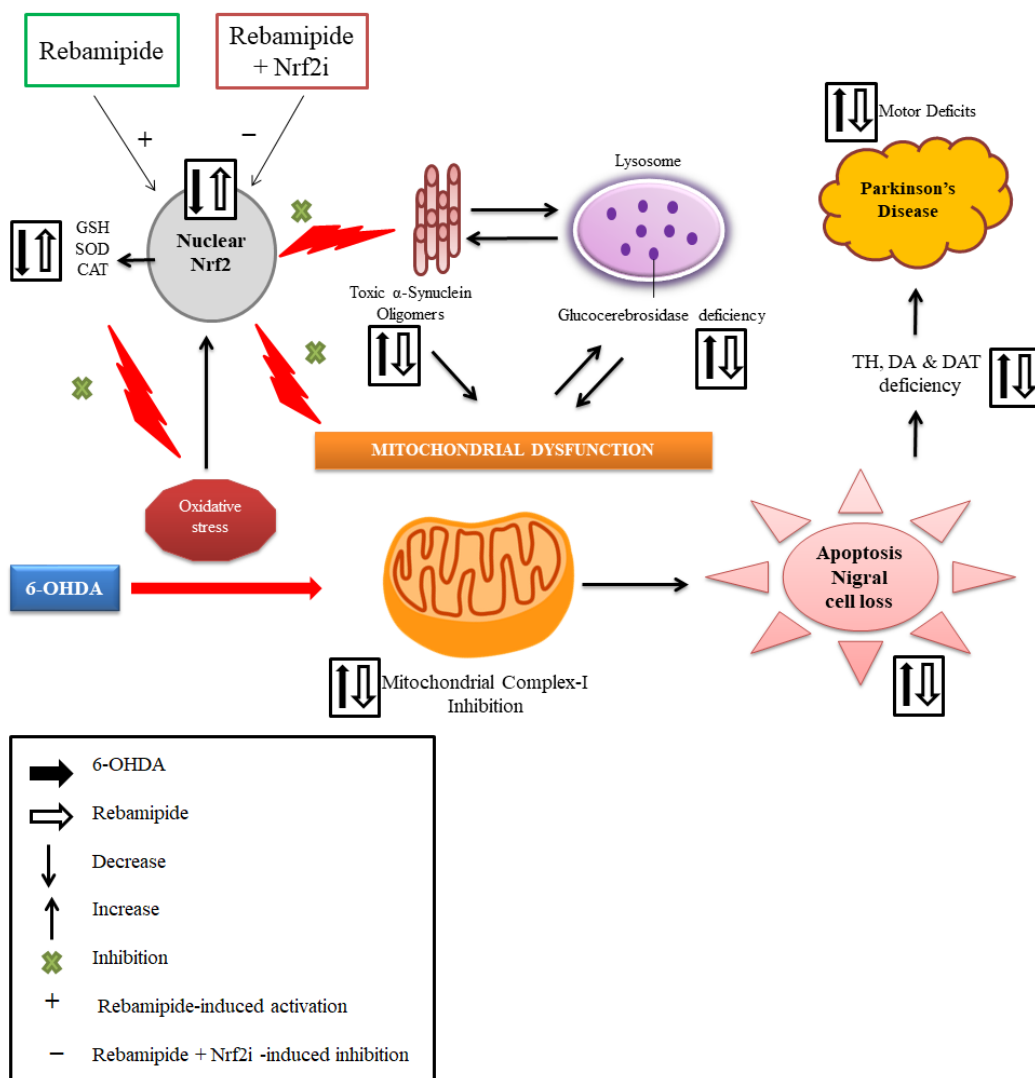 Rebamipide
Rebamipide
+ Nrf2i
+
−
Motor Deficits
Parkinson's
Disease
Lysosome
Nuclear
Nrf2
GSH
SOD
CAT
Toxic α-Synuclein
Oligomers
Glucocerebrosidase deficiency
TH, DA & DAT
deficiency
MITOCHONDRIAL DYSFUNCTION
Oxidative
stress
6-OHDA
Apoptosis
Nigral
cell loss
Mitochondrial Complex-I
Inhibition
6-OHDA
Rebamipide
Decrease
Increase
Inhibition
+ Rebamipide-induced activation
− Rebamipide + Nrf2i -induced inhibition